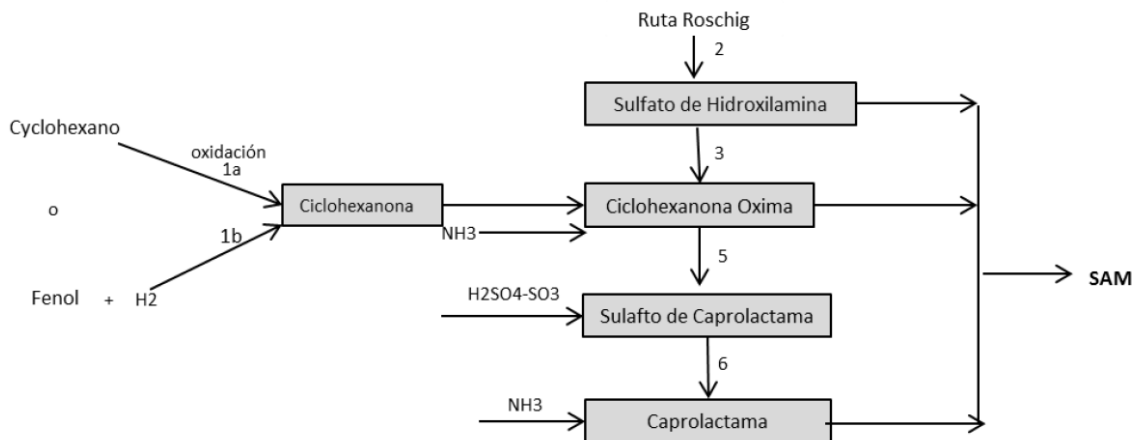 Ruta Roschig
2
Sulfato de Hidroxilamina
Cyclohexano
oxidación
1a
3
Ciclohexanona
Ciclohexanona Oxima
o
1b
NH3
5
Fenol + H2
H2SO4-SO3
SAM
Sulafto de Caprolactama
6
NH3
Caprolactama